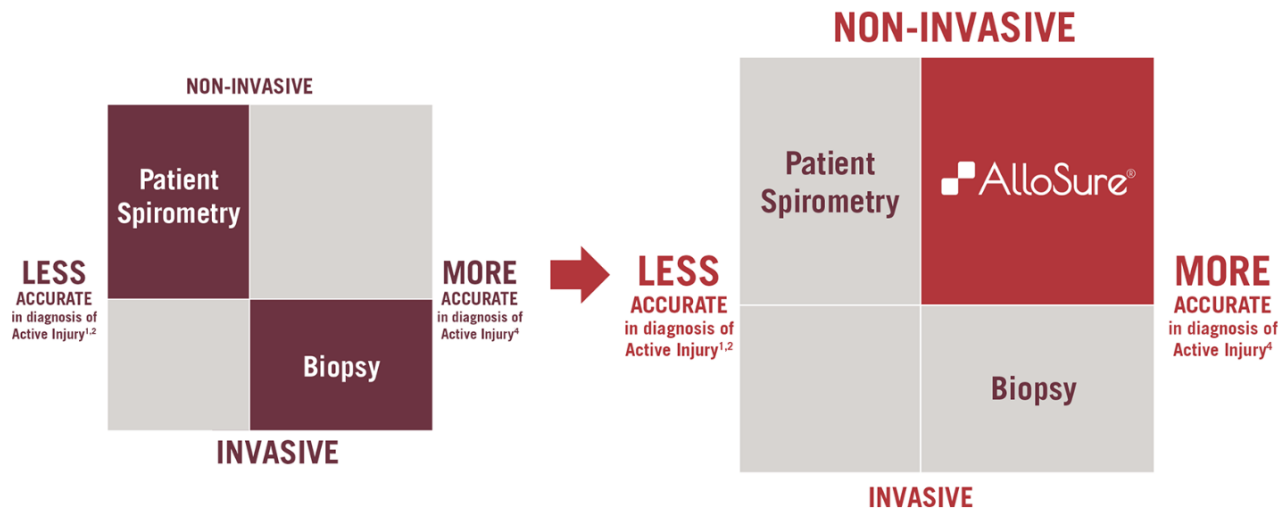 NON-INVASIVE
Patient
Spirometry
LESS
ACCURATE
in diagnosis of
Active Injury1,2
MORE
ACCURATE
in diagnosis of
Active Injury4
Biopsy
INVASIVE
NON-INVASIVE
Patient
Spirometry
AlloSure®
LESS
ACCURATE
in diagnosis of
Active Injury1,2
MORE
ACCURATE
in diagnosis of
Active Injury4
Biopsy
INVASIVE